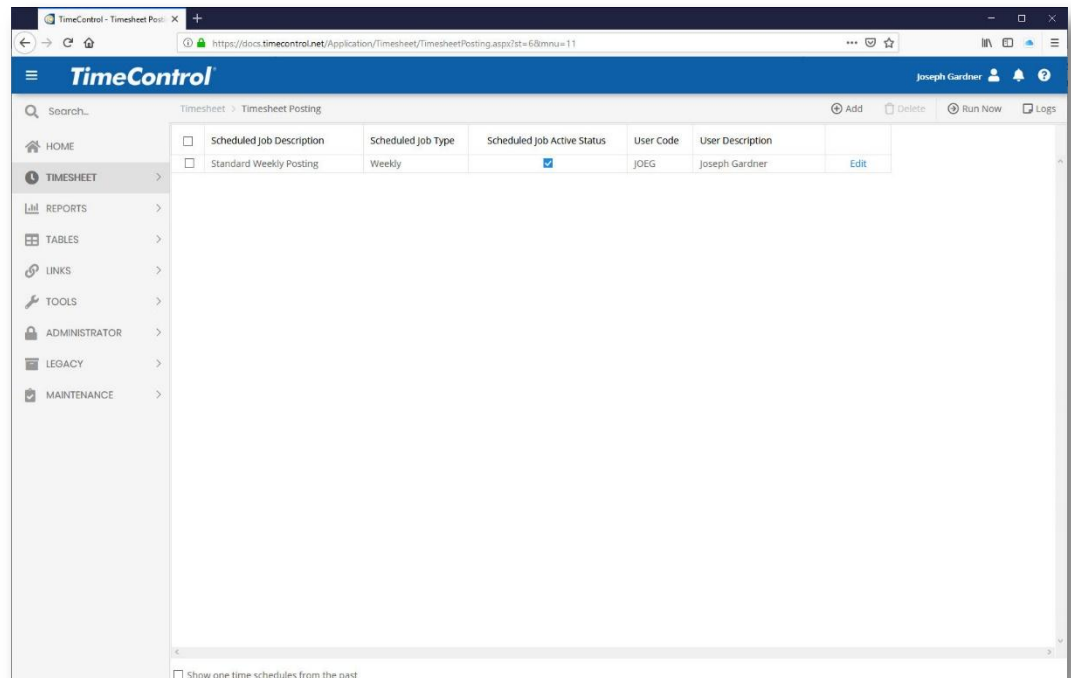 TimeControl - Timesheet Posti
https://docs.timecontrol.net/Application/Timesheet/TimesheetPosting.aspx?st=6&mnu=11
TimeControl
Joseph Gardner
Search...
Timesheet > Timesheet Posting
Add
Delete
Run Now
Logs
HOME
TIMESHEET
REPORTS
TABLES
LINKS
TOOLS
ADMINISTRATOR
LEGACY
MAINTENANCE
Scheduled Job Description Scheduled Job Type Scheduled Job Active Status User Code User Description
Standard Weekly Posting Weekly JOEG Joseph Gardner Edit
Show one time schedules from the past